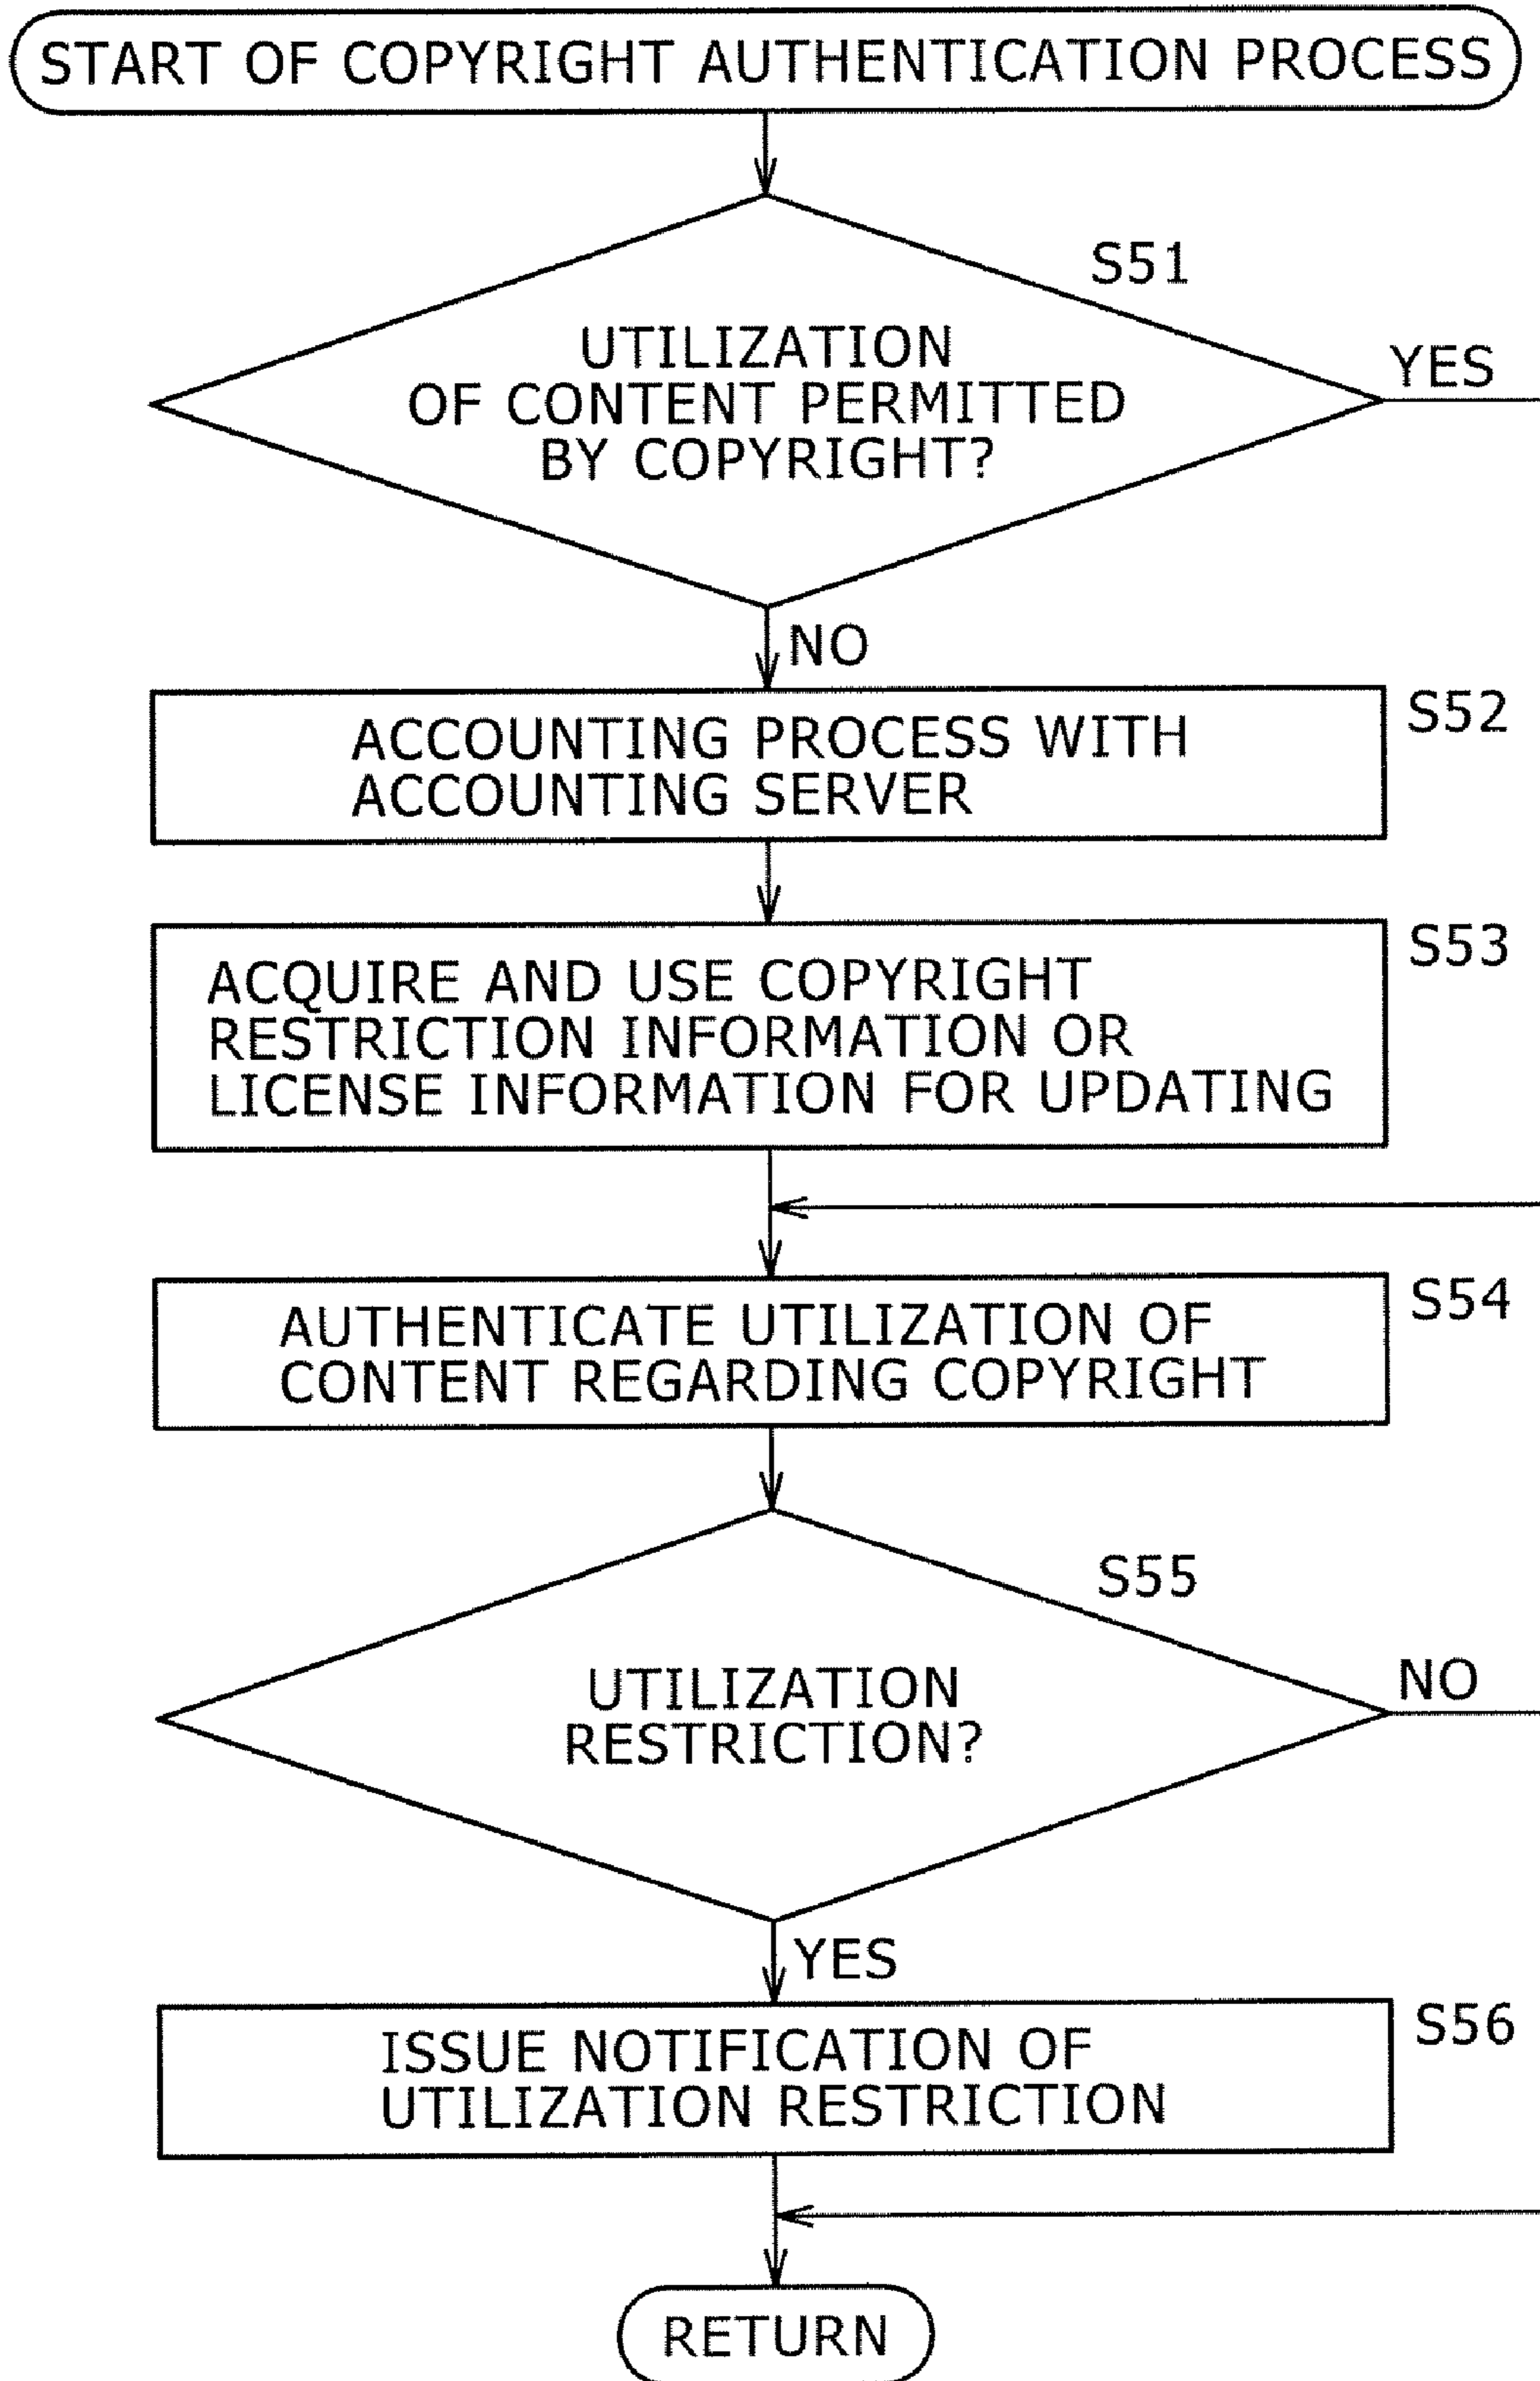 START OF COPYRIGHT AUTHENTICATION PROCESS
S51
UTILIZATION
OF CONTENT PERMITTED
BY COPYRIGHT?
YES
NO
S52
ACCOUNTING PROCESS WITH
ACCOUNTING SERVER
S53
ACQUIRE AND USE COPYRIGHT
RESTRICTION INFORMATION OR
LICENSE INFORMATION FOR UPDATING
S54
AUTHENTICATE UTILIZATION OF
CONTENT REGARDING COPYRIGHT
S55
UTILIZATION
RESTRICTION?
NO
YES
S56
ISSUE NOTIFICATION OF
UTILIZATION RESTRICTION
RETURN